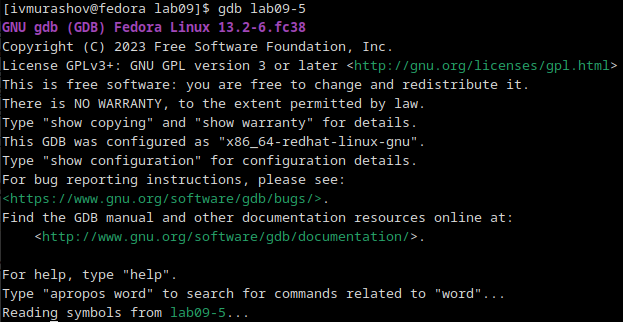 [ivmurashov@fedora lab09]$ gdb lab09-5
GNU gdb (GDB) Fedora Linux 13.2-6.fc38
Copyright (C) 2023 Free Software Foundation, Inc.
License GPLv3+: GNU GPL version 3 or later <http://gnu.org/licenses/gpl.html>
This is free software: you are free to change and redistribute it.
There is NO WARRANTY, to the extent permitted by law.
Type "show copying" and "show warranty" for details.
This GDB was configured as "x86_64-redhat-linux-gnu".
Type "show configuration" for configuration details.
For bug reporting instructions, please see:
<https://www.gnu.org/software/gdb/bugs/>.
Find the GDB manual and other documentation resources online at:
    <http://www.gnu.org/software/gdb/documentation/>.

For help, type "help".
Type "apropos word" to search for commands related to "word"...
Reading symbols from lab09-5...